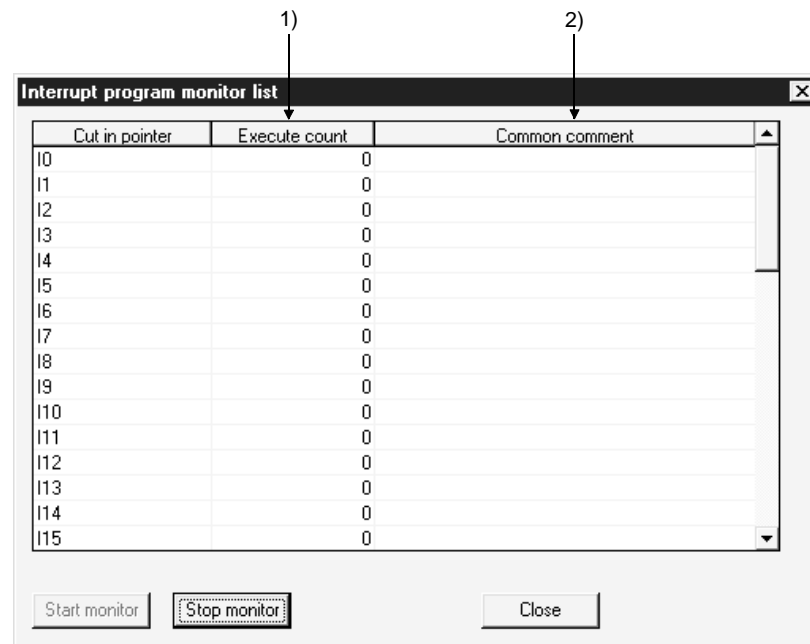 1) 2)
Interrupt program monitor list
Cut in pointer Execute count Common comment
I0 0
I1 0
I2 0
I3 0
I4 0
I5 0
I6 0
I7 0
I8 0
I9 0
I10 0
I11 0
I12 0
I13 0
I14 0
I15 0
Start monitor Stop monitor Close